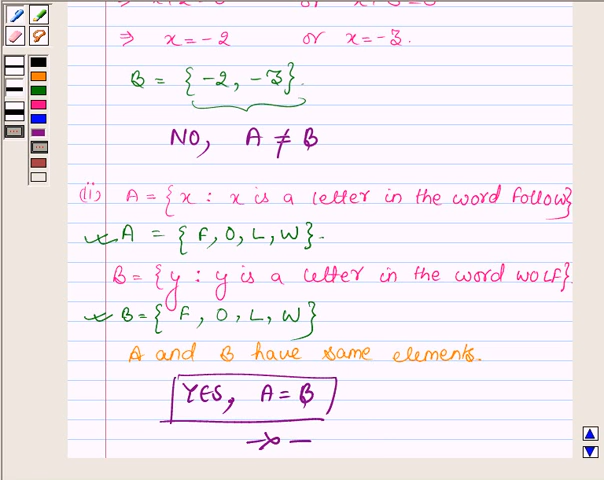 ⇒ x = -2 or x = -3.
B = {-2, -3}.
NO, A ≠ B
(ii) A = {x : x is a letter in the word follow}
A = {F, O, L, W}.
B = {y : y is a letter in the word WOLF}.
B = {F, O, L, W}
A and B have same elements.
YES, A = B